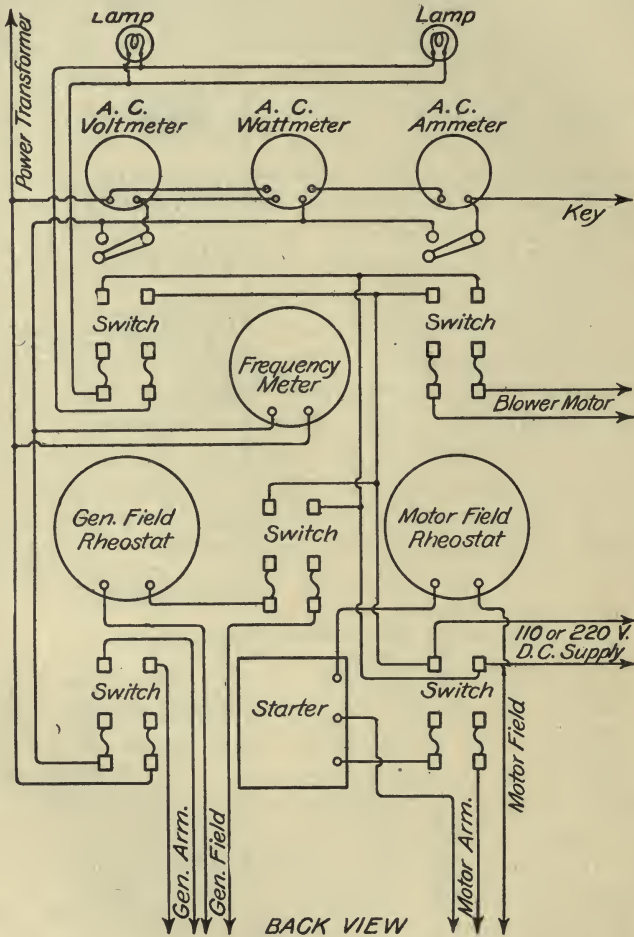 Lamp
Lamp
Power Transformer
A. C.
Voltmeter
A. C.
Wattmeter
A. C.
Ammeter
Key
Switch
Switch
Frequency
Meter
Blower Motor
Gen. Field
Rheostat
Switch
Motor Field
Rheostat
110 or 220 V.
D.C. Supply
Switch
Starter
Switch
Motor Field
Gen. Arm.
Gen. Field
Motor Arm.
BACK VIEW